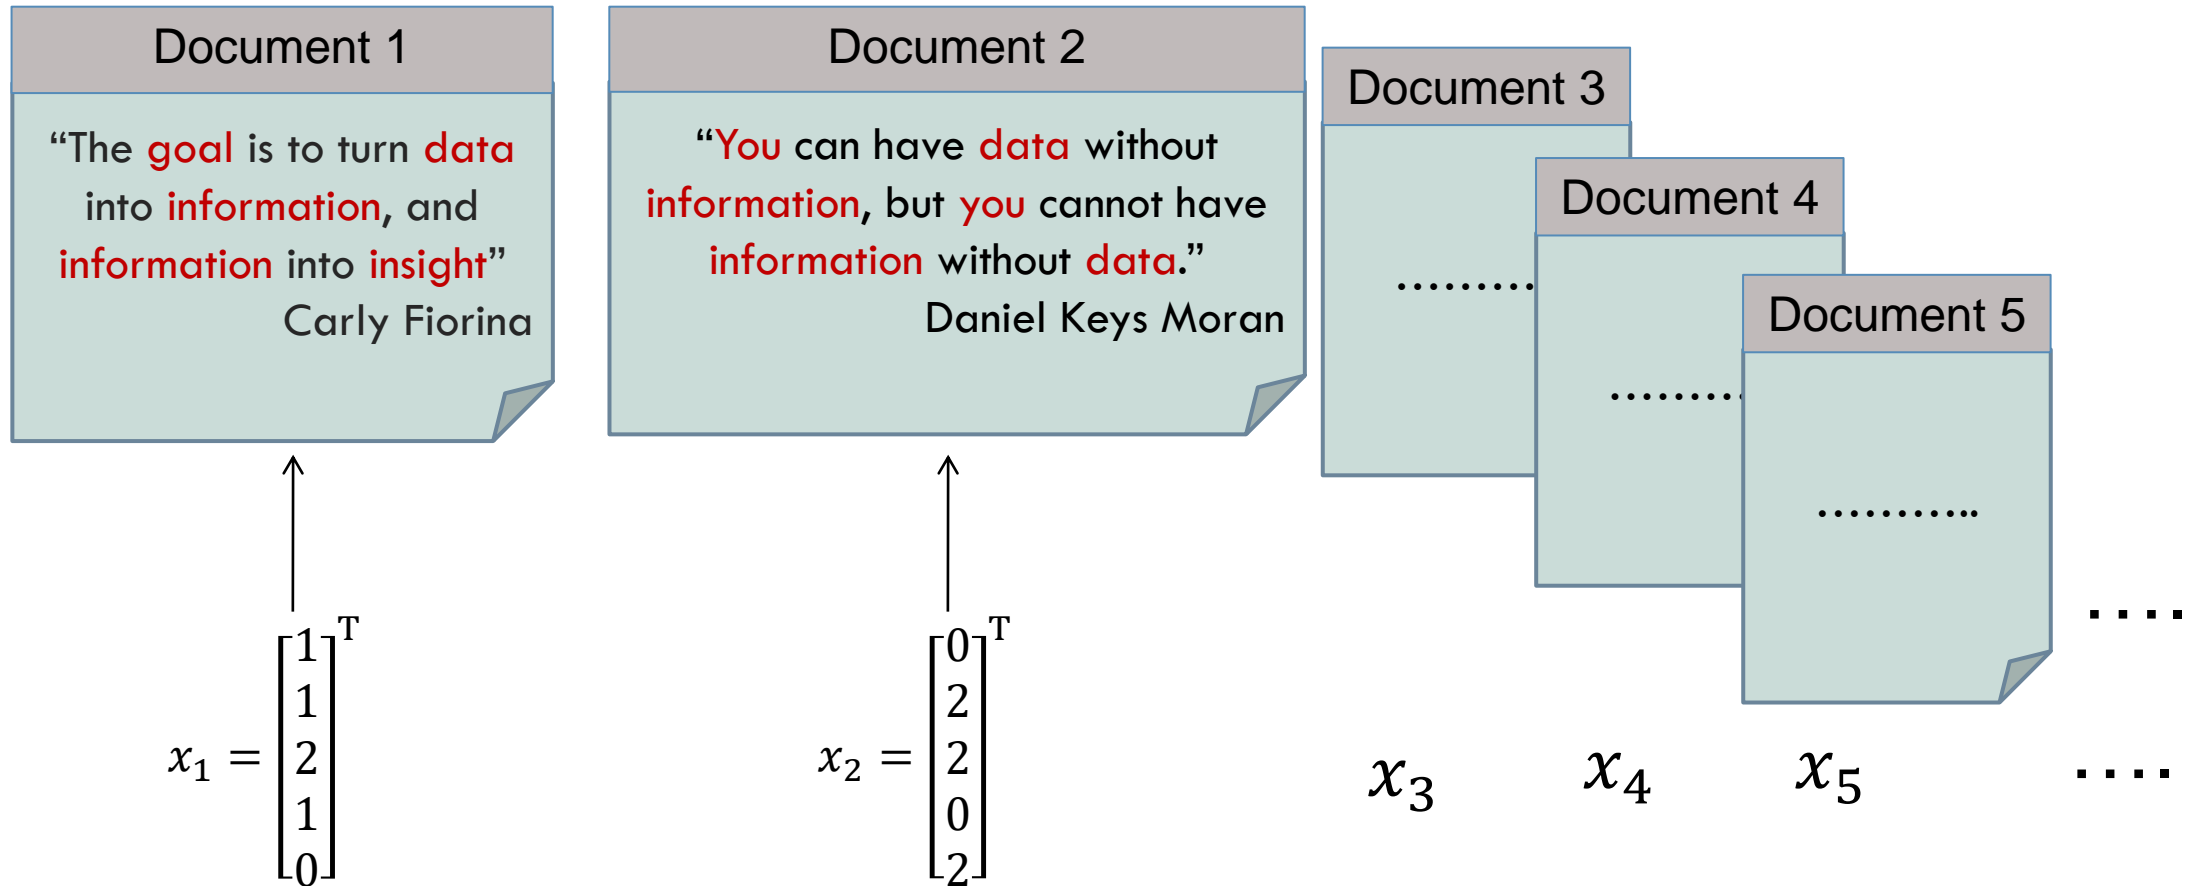 Document 1
“The goal is to turn data
into information, and
information into insight”
Carly Fiorina
Document 2
“You can have data without
information, but you cannot have
information without data.”
Daniel Keys Moran
Document 3
.........
Document 4
.........
Document 5
...........
....
x₁ = [1 1 2 1 0]ᵀ
x₂ = [0 2 2 0 2]ᵀ
x₃
x₄
x₅
....